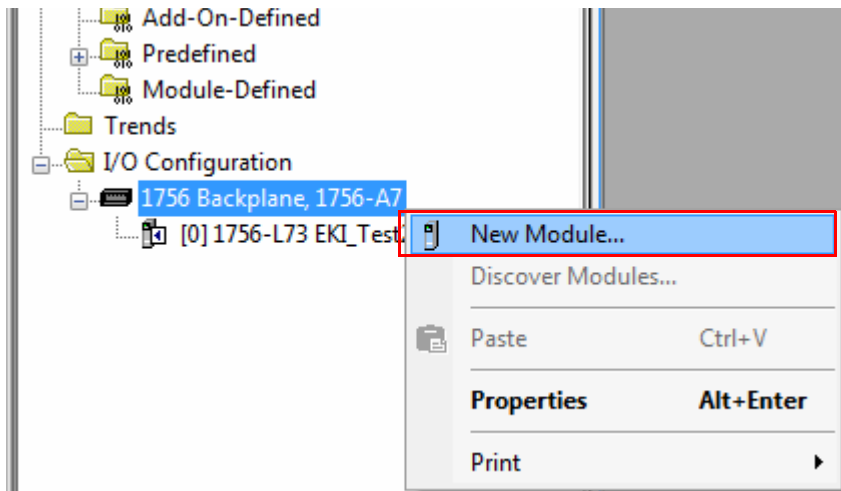 Add-On-Defined
Predefined
Module-Defined
Trends
I/O Configuration
1756 Backplane, 1756-A7
[0] 1756-L73 EKI_Test
New Module...
Discover Modules...
Paste Ctrl+V
Properties Alt+Enter
Print